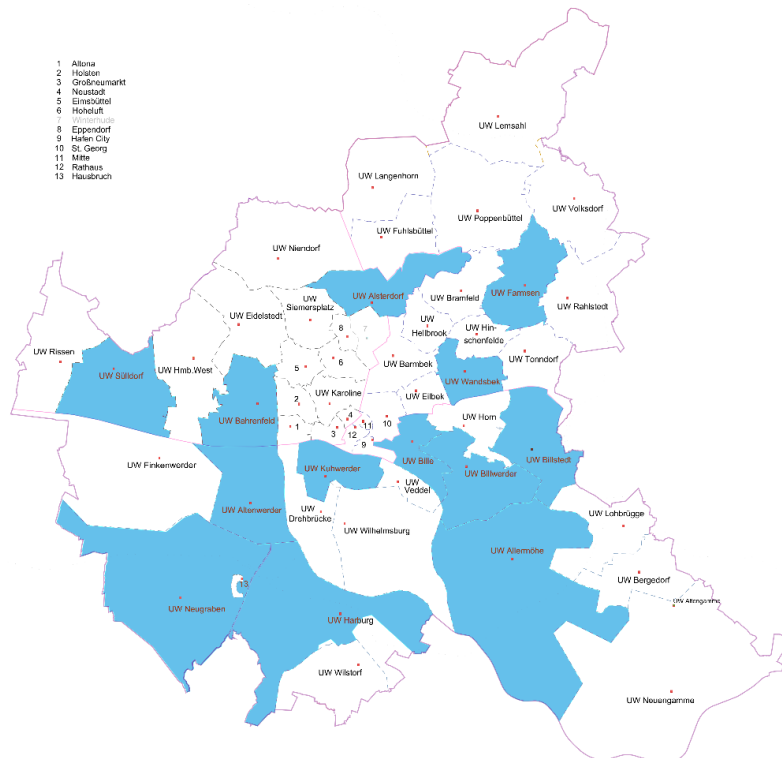 1 Altona
2 Holsten
3 Großneumarkt
4 Neustadt
5 Eimsbüttel
6 Hoheluft
7 Winterhude
8 Eppendorf
9 Hafen City
10 St. Georg
11 Mitte
12 Rathaus
13 Hausbruch
UW Lemsahl
UW Langenhorn
UW Volksdorf
UW Poppenbüttel
UW Fuhlsbüttel
UW Niendorf
UW Farmsen
UW Alsterdorf
UW Bramfeld
UW
Siemersplatz
UW Rahlstedt
UW Eidelstedt
UW
Hellbrook
UW Hin-
schenfelde
8
7
UW Rissen
UW Tonndorf
6
5
UW Barmbek
UW Hmb.West
UW Sülldorf
UW Wandsbek
UW Karoline
UW Eilbek
2
4
10
UW Bahrenfeld
UW Horn
1
3
12
11
9
UW Billstedt
UW Finkenwerder
UW Bille
UW Billwerder
UW Kuhwerder
UW
Veddel
UW Altenwerder
UW
Drehbrücke
UW Wilhelmsburg
UW Lohbrügge
UW Allermöhe
UW Bergedorf
13
UW Altengamme
UW Neugraben
UW Harburg
UW Wilstorf
UW Neuengamme